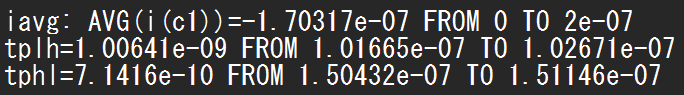 iavg: AVG(i(c1))=-1.70317e-07 FROM 0 TO 2e-07
tplh=1.00641e-09 FROM 1.01665e-07 TO 1.02671e-07
tphl=7.1416e-10 FROM 1.50432e-07 TO 1.51146e-07